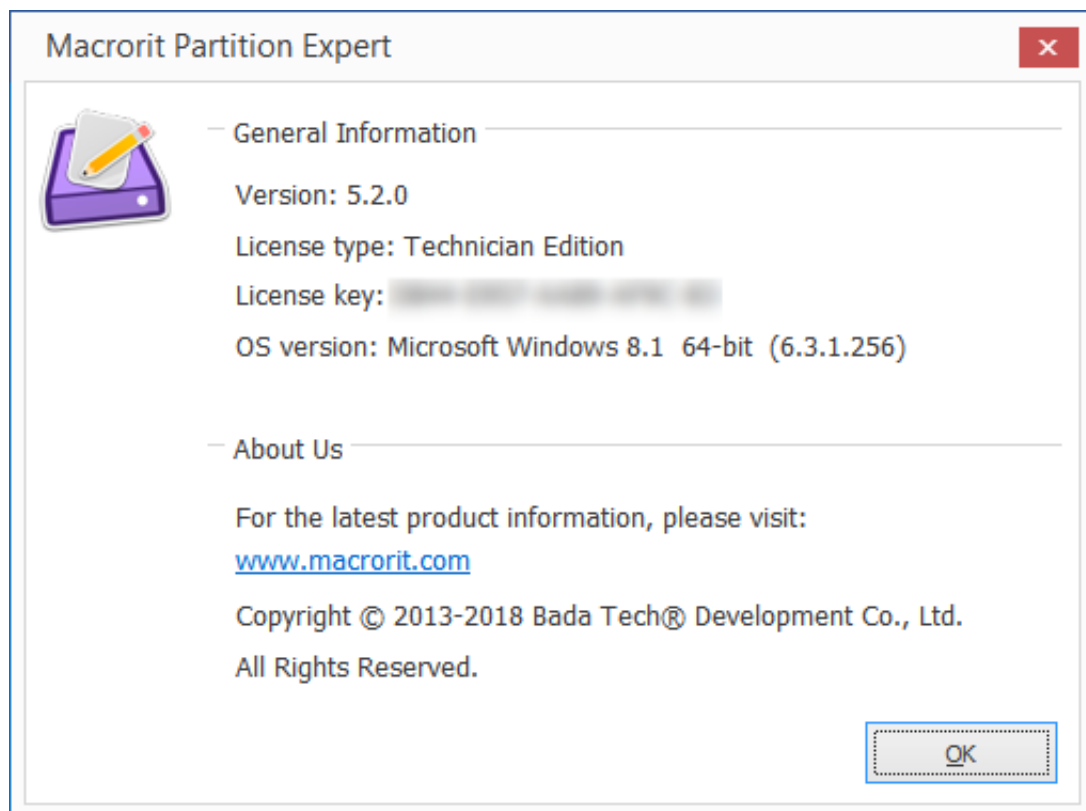 Macrorit Partition Expert
General Information
Version: 5.2.0
License type: Technician Edition
License key:
OS version: Microsoft Windows 8.1 64-bit (6.3.1.256)
About Us
For the latest product information, please visit:
www.macrorit.com
Copyright © 2013-2018 Bada Tech® Development Co., Ltd.
All Rights Reserved.
OK